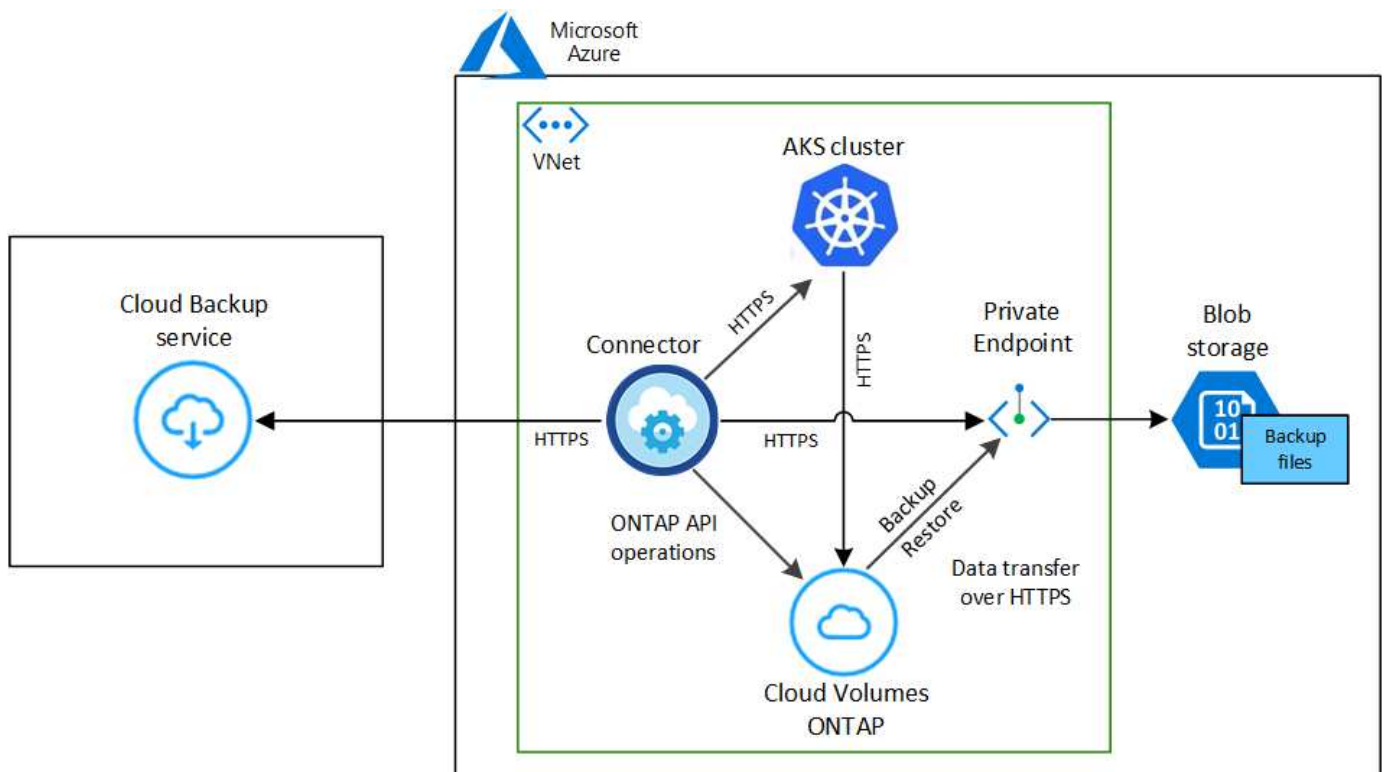 Microsoft
Azure
VNet
AKS cluster
Cloud Backup
service
Connector
HTTPS
HTTPS
Private
Endpoint
Blob
storage
10
01
Backup
files
HTTPS
HTTPS
ONTAP API
operations
Backup
Restore
Data transfer
over HTTPS
Cloud Volumes
ONTAP